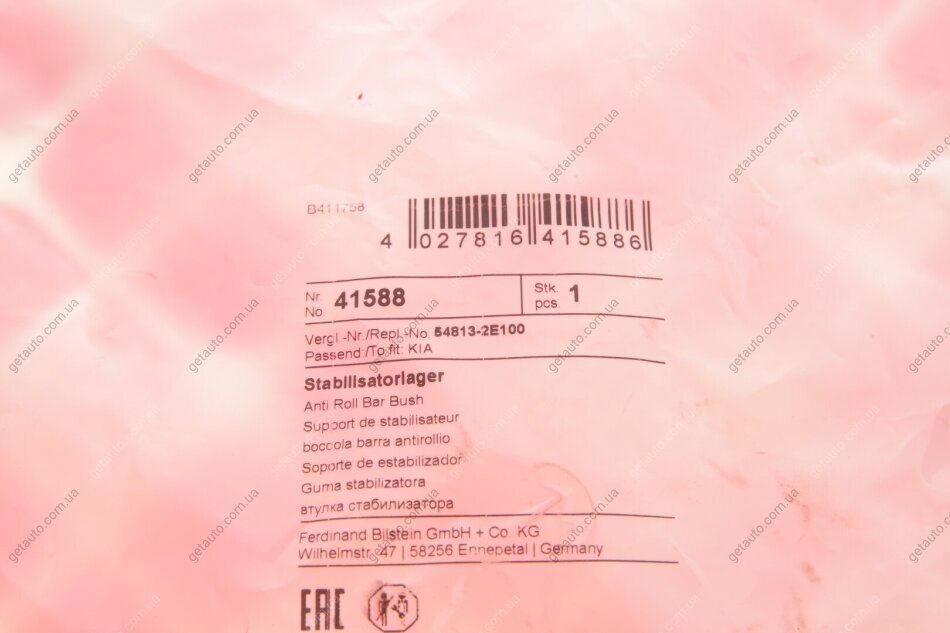 B411758
4 027816 415886
Nr. No. 41588 Stk. pcs. 1
Vergl.-Nr./Repl.-No. 54813-2E100
Passend./To fit: KIA
Stabilisatorlager
Anti Roll Bar Bush
Support de stabilisateur
boccola barra antirollio
Soporte de estabilizador
Guma stabilizatora
втулка стабилизатора
Ferdinand Bilstein GmbH + Co. KG
Wilhelmstr. 47 | 58256 Ennepetal | Germany
EAC
getauto.com.ua